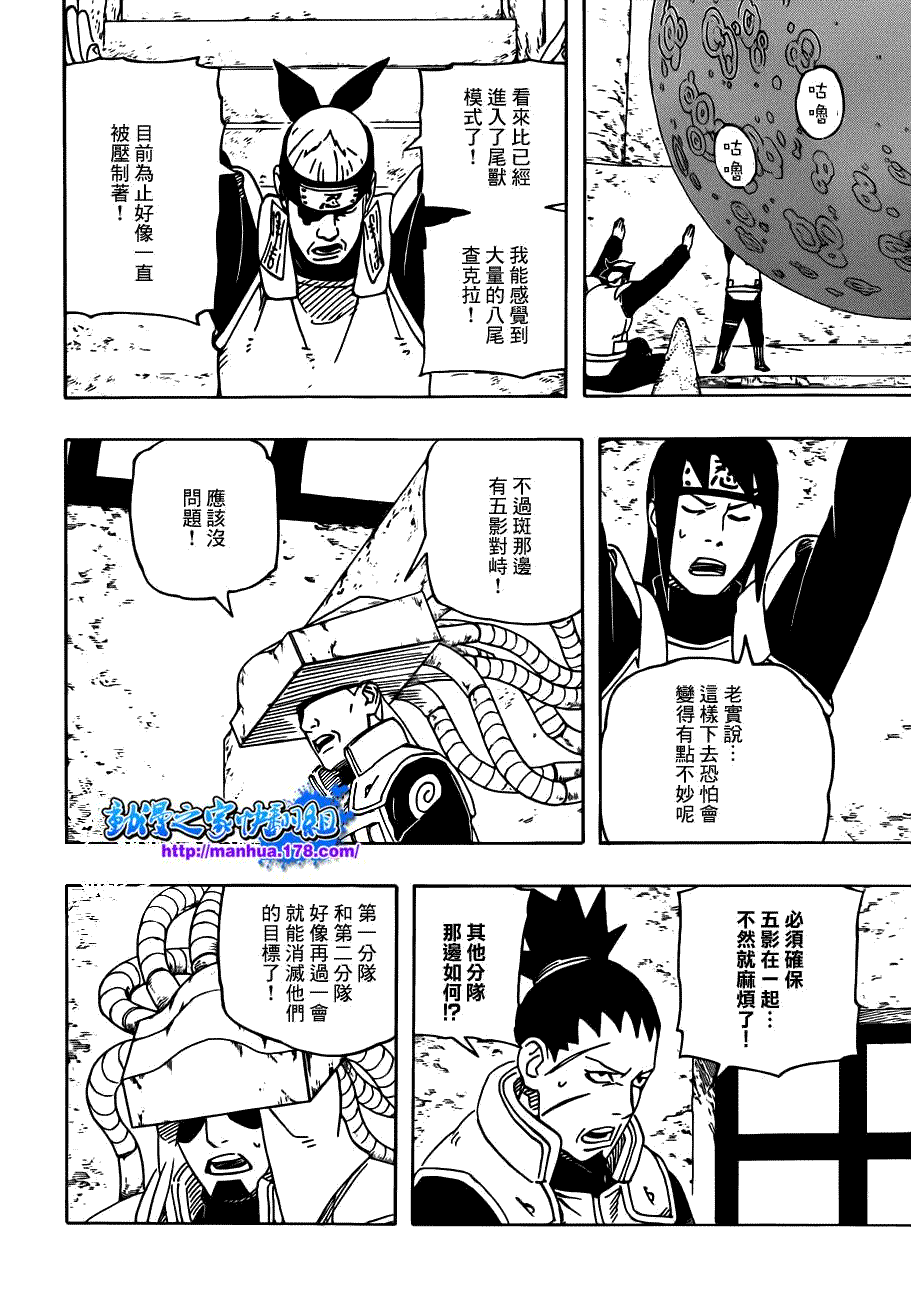 咕嚕
咕嚕
看來比已經
進入了尾獸
模式了！
我能感覺到
大量的八尾
查克拉！
目前為止好像一直
被壓制著！
忍
老實說…
這樣下去恐怕會
變得有點不妙呢
不過斑那邊
有五影對峙！
應該沒
問題！
動漫之家快翻組
http://manhua.178.com/
必須確保
五影在一起…
不然就麻煩了！
其他分隊
那邊如何!?
第一分隊
和第二分隊
好像再過一會
就能消滅他們
的目標了！